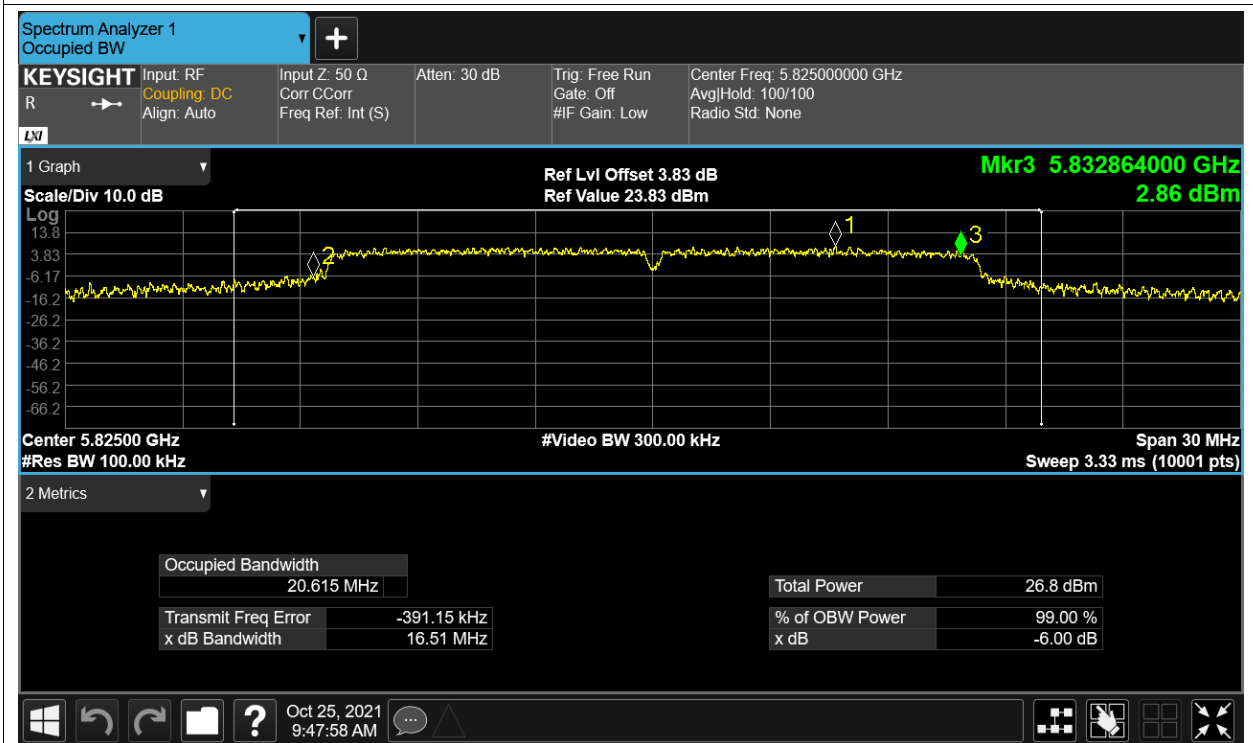 Spectrum Analyzer 1
Occupied BW
KEYSIGHT
R
LXI
Input: RF
Coupling: DC
Align: Auto
Input Z: 50 Ω
Corr CCorr
Freq Ref: Int (S)
Atten: 30 dB
Trig: Free Run
Gate: Off
#IF Gain: Low
Center Freq: 5.825000000 GHz
Avg|Hold: 100/100
Radio Std: None
1 Graph
Scale/Div 10.0 dB
Ref Lvl Offset 3.83 dB
Ref Value 23.83 dBm
Mkr3 5.832864000 GHz
2.86 dBm
Log
13.8
3.83
-6.17
-16.2
-26.2
-36.2
-46.2
-56.2
-66.2
2
1
3
Center 5.82500 GHz
#Res BW 100.00 kHz
#Video BW 300.00 kHz
Span 30 MHz
Sweep 3.33 ms (10001 pts)
2 Metrics
Occupied Bandwidth
20.615 MHz
Transmit Freq Error -391.15 kHz
x dB Bandwidth 16.51 MHz
Total Power 26.8 dBm
% of OBW Power 99.00 %
x dB -6.00 dB
?
Oct 25, 2021
9:47:58 AM